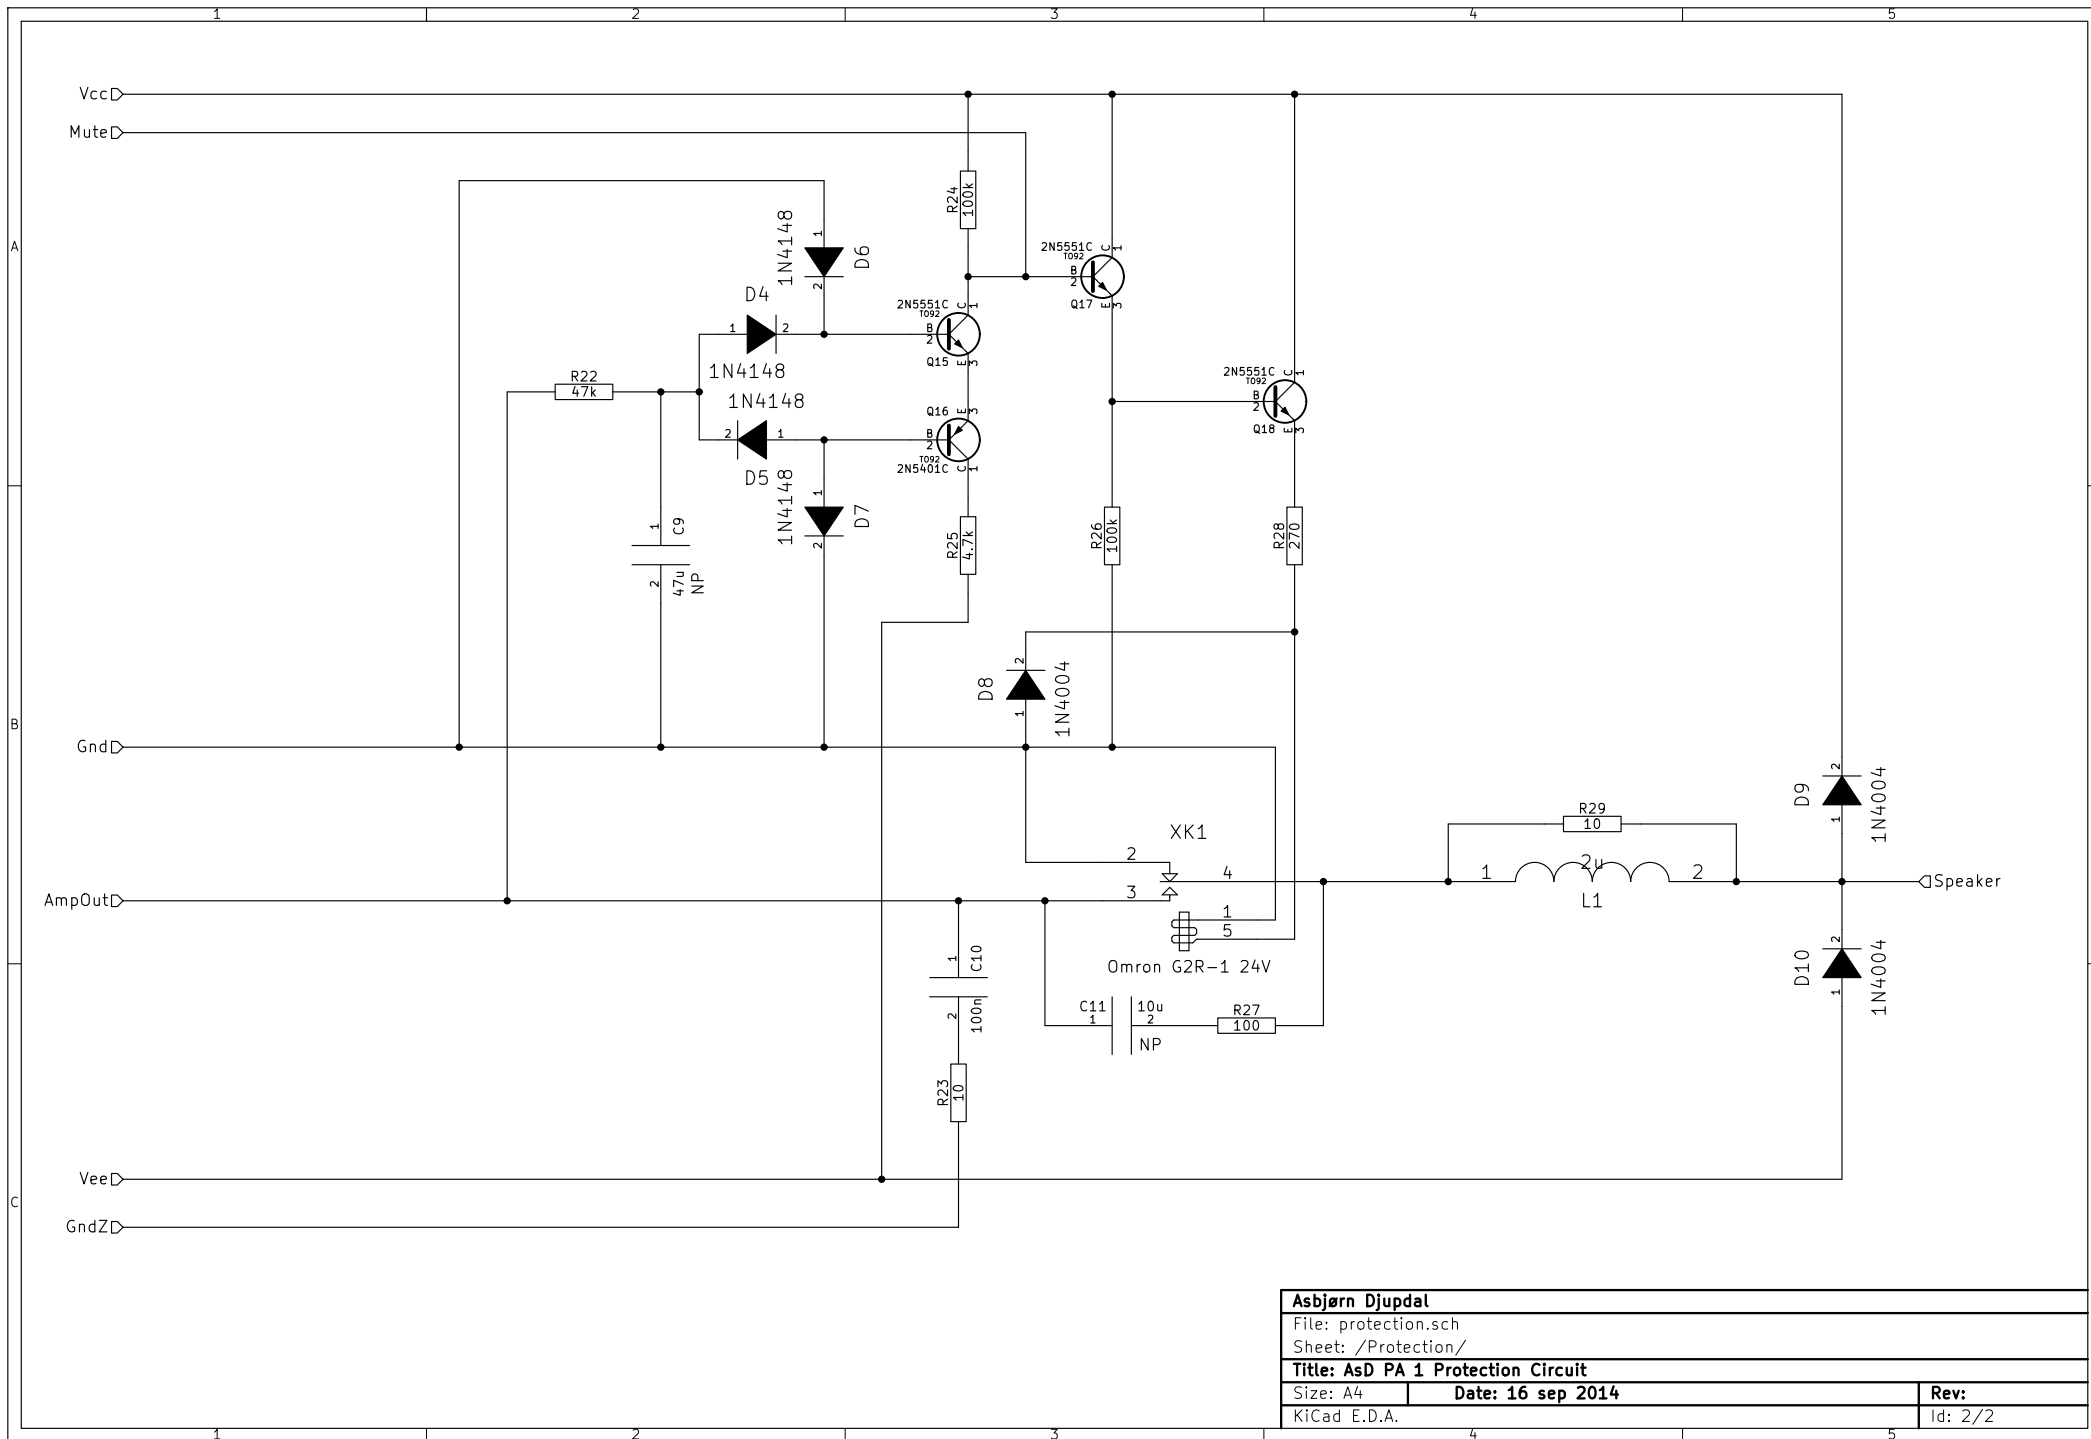 1 2 3 4 5
Vcc
Mute
A
R24
100k
1N4148
1
2
D6
2N5551C
TO92
C
1
B
2
Q17
E
3
D4
1
2
1N4148
2N5551C
TO92
C
1
B
2
Q15
E
3
R22
47k
1N4148
2
1
D5
Q16
E
3
B
2
TO92
2N5401C
C
1
2N5551C
TO92
C
1
B
2
Q18
E
3
1N4148
1
2
D7
1
C9
2
47u
NP
R25
4.7k
R26
100k
R28
270
D8
2
1
1N4004
B
Gnd
D9
2
1
1N4004
R29
10
XK1
2
4
3
1
5
Omron G2R-1 24V
1
2u
2
L1
Speaker
AmpOut
1
C10
2
100n
C11
1
10u
2
NP
R27
100
D10
2
1
1N4004
R23
10
Vee
C
GndZ
Asbjørn Djupdal
File: protection.sch
Sheet: /Protection/
Title: AsD PA 1 Protection Circuit
Size: A4
Date: 16 sep 2014
Rev:
KiCad E.D.A.
Id: 2/2
1 2 3 4 5